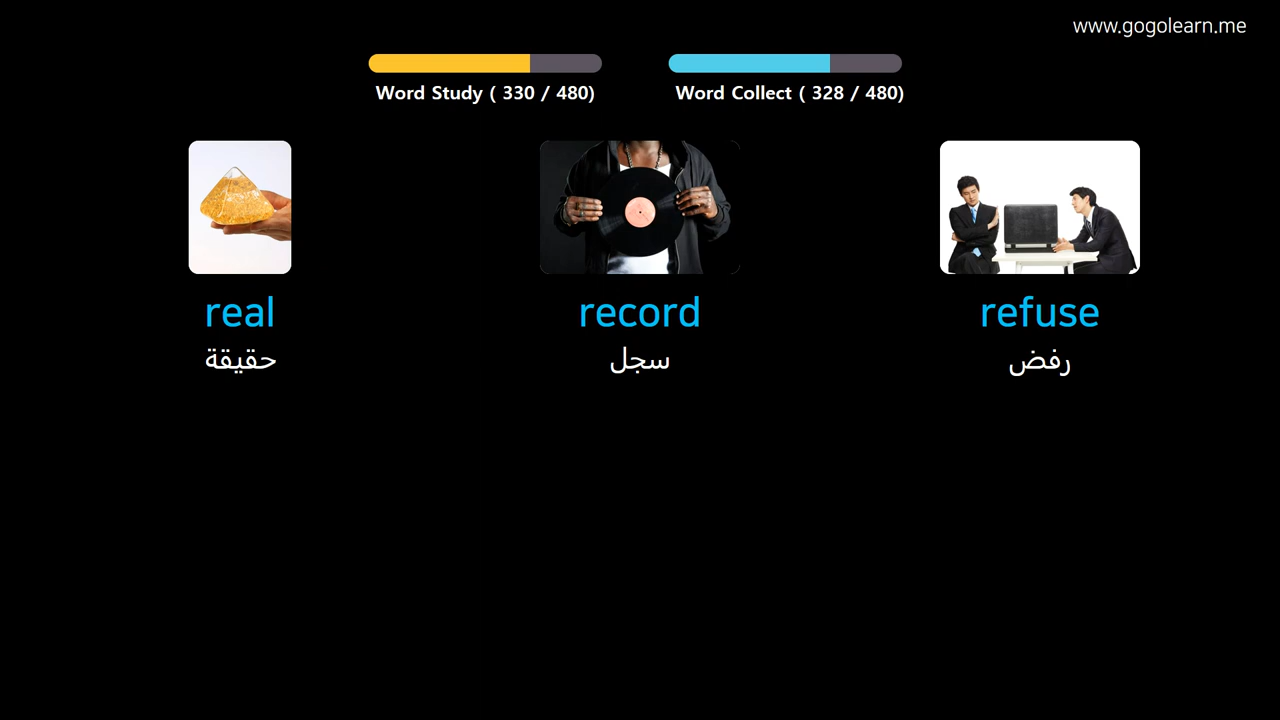 www.gogolearn.me
Word Study ( 330 / 480)
Word Collect ( 328 / 480)
real
record
refuse
حقيقة
سجل
رفض